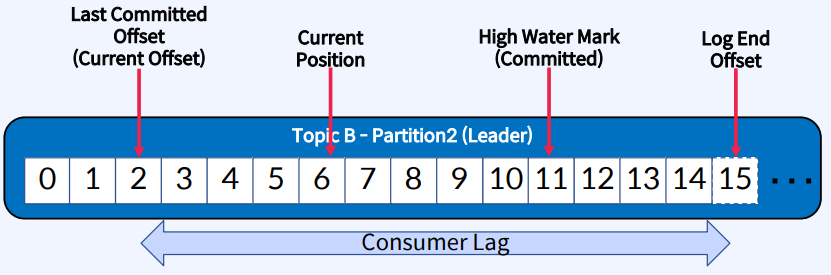 Last Committed
Offset
(Current Offset)
Current
Position
High Water Mark
(Committed)
Log End
Offset
Topic B - Partition2 (Leader)
0 1 2 3 4 5 6 7 8 9 10 11 12 13 14 15 ...
Consumer Lag